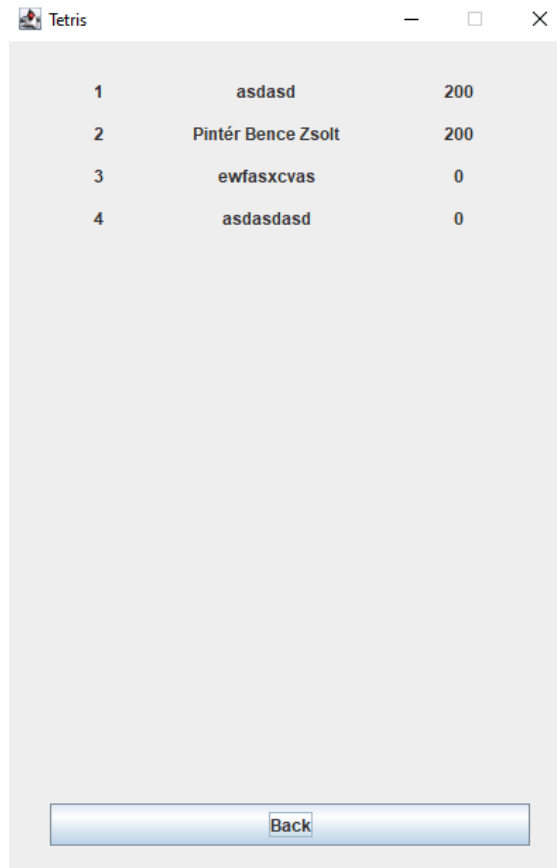 Tetris
1 asdasd 200
2 Pintér Bence Zsolt 200
3 ewfasxcvas 0
4 asdasdasd 0
Back